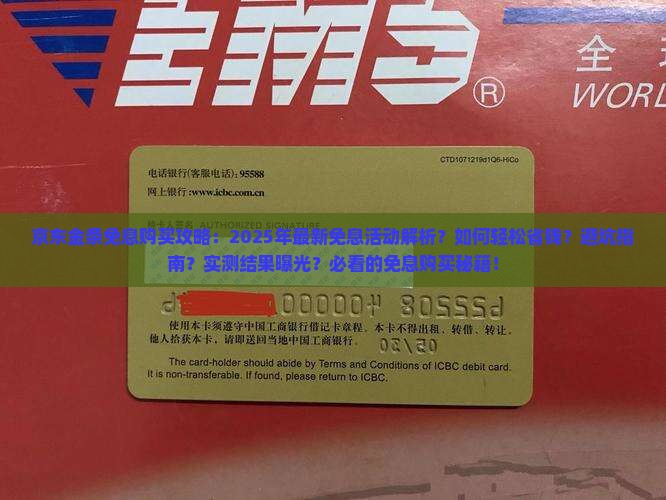 EMS®
全
WORL
CTD1071219d1Q6-HiCo
电话银行(客服电话): 95588
网上银行:www.icbc.com.cn
持卡人签名 AUTHORIZED SIGNATURE
京东金条免息购买攻略：2025年最新免息活动解析？如何轻松省钱？避坑指
南？实测结果曝光？必看的免息购买秘籍！
使用本卡须遵守中国工商银行借记卡章程。本卡不得出租、转借、转让。
他人拾获本卡，请即送回当地中国工商银行。
The card-holder should abide by Terms and Conditions of ICBC debit card.
It is non-transferable. If found, please return to ICBC.